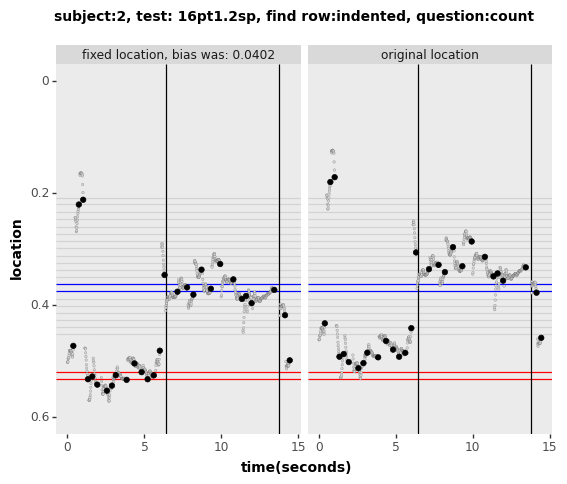 subject:2, test: 16pt1.2sp, find row:indented, question:count
fixed location, bias was: 0.0402
original location
0
0.2
0.4
0.6
location
0
5
10
15
0
5
10
15
time(seconds)